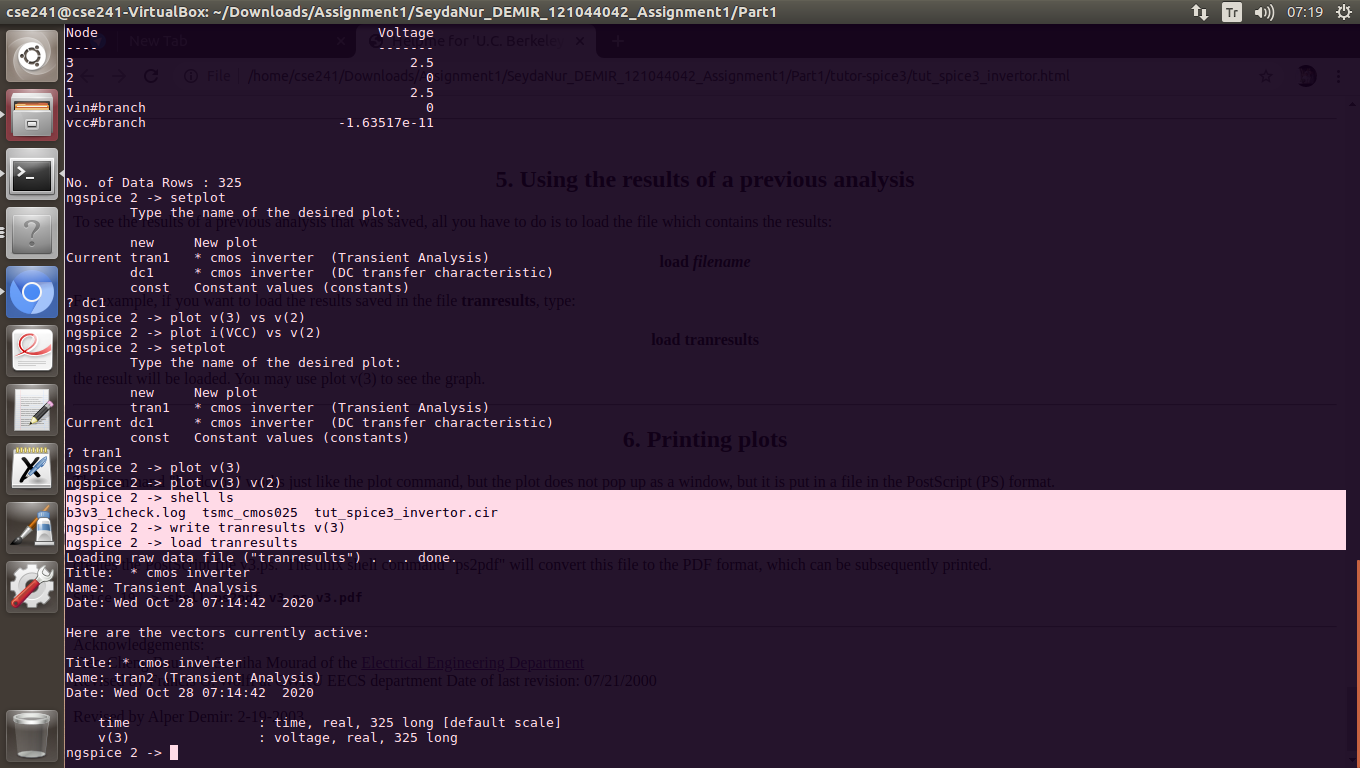 cse241@cse241-VirtualBox: ~/Downloads/Assignment1/SeydaNur_DEMIR_121044042_Assignment1/Part1
Tr
07:19
New Tab
for `U.C. Berkele
File
/home/cse241/Downloads/Assignment1/SeydaNur_DEMIR_121044042_Assignment1/Part1/tutor-spice3/tut_spice3_invertor.html
Node Voltage
---- -------
3 2.5
2 0
1 2.5
vin#branch 0
vcc#branch -1.63517e-11
No. of Data Rows : 325
5. Using the results of a previous analysis
ngspice 2 -> setplot
Type the name of the desired plot:
To see the results of a previous analysis that was saved, all you have to do is to load the file which contains the results:
new New plot
Current tran1 * cmos inverter (Transient Analysis)
load filename
dc1 * cmos inverter (DC transfer characteristic)
const Constant values (constants)
? dc1
example, if you want to load the results saved in the file tranresults, type:
ngspice 2 -> plot v(3) vs v(2)
ngspice 2 -> plot i(VCC) vs v(2)
load tranresults
ngspice 2 -> setplot
Type the name of the desired plot:
the result will be loaded. You may use plot v(3) to see the graph.
new New plot
tran1 * cmos inverter (Transient Analysis)
Current dc1 * cmos inverter (DC transfer characteristic)
const Constant values (constants)
6. Printing plots
? tran1
ngspice 2 -> plot v(3)
ngspice 2 -> plot v(3) v(2)
just like the plot command, but the plot does not pop up as a window, but it is put in a file in the PostScript (PS) format.
ngspice 2 -> shell ls
b3v3_1check.log tsmc_cmos025 tut_spice3_invertor.cir
ngspice 2 -> write tranresults v(3)
ngspice 2 -> load tranresults
Loading raw data file ("tranresults") . . . done.
shell command "ps2pdf" will convert this file to the PDF format, which can be subsequently printed.
Title: * cmos inverter
Name: Transient Analysis
Date: Wed Oct 28 07:14:42 2020
v3.pdf
Here are the vectors currently active:
Acknowledgements:
Title: * cmos inverter
Mourad of the Electrical Engineering Department
Name: tran2 (Transient Analysis)
EECS department Date of last revision: 07/21/2000
Date: Wed Oct 28 07:14:42 2020
Revised by Alper Demir: 2-19-2003
time : time, real, 325 long [default scale]
v(3) : voltage, real, 325 long
ngspice 2 ->